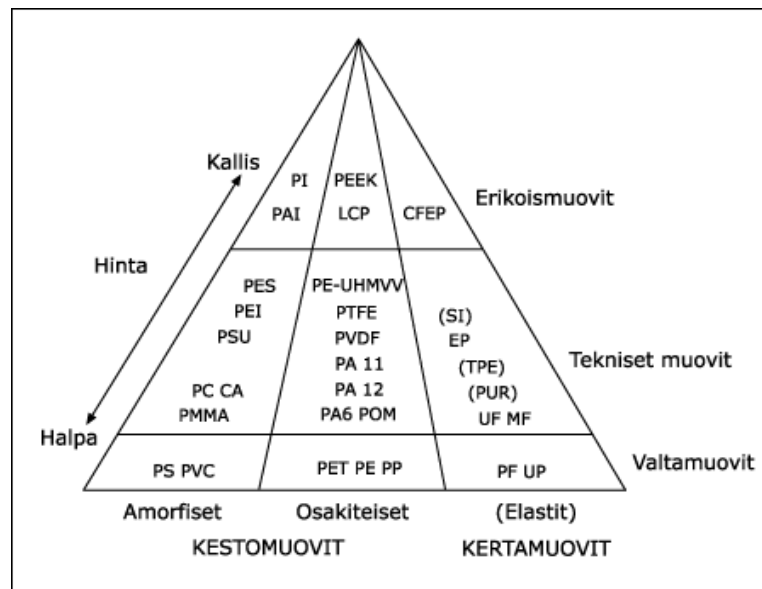 Kallis
PI
PEEK
PAI
LCP
CFEP
Erikoismuovit
Hinta
PES
PE-UHMVV
PEI
PTFE
(SI)
PSU
PVDF
EP
PA 11
(TPE)
Tekniset muovit
PC CA
PA 12
(PUR)
PMMA
PA6 POM
UF MF
Halpa
PS PVC
PET PE PP
PF UP
Valtamuovit
Amorfiset
Osakiteiset
(Elastit)
KESTOMUOVIT
KERTAMUOVIT